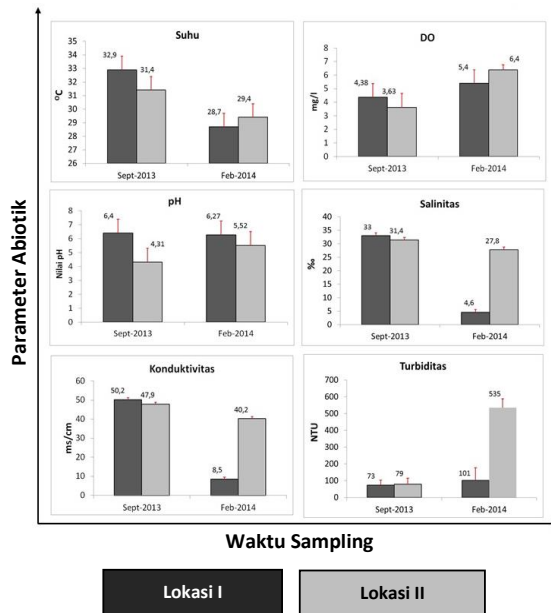 Parameter Abiotik
Suhu
°C
34
33
32
31
30
29
28
27
26
32,9
31,4
28,7
29,4
Sept-2013
Feb-2014
DO
mg/l
8
7
6
5
4
3
2
1
0
4,38
3,63
5,4
6,4
Sept-2013
Feb-2014
pH
Nilai pH
8
7
6
5
4
3
2
1
0
6,4
4,31
6,27
5,52
Sept-2013
Feb-2014
Salinitas
‰
40
35
30
25
20
15
10
5
0
33
31,4
4,6
27,8
Sept-2013
Feb-2014
Konduktivitas
ms/cm
60
50
40
30
20
10
0
50,2
47,9
8,5
40,2
Sept-2013
Feb-2014
Turbiditas
NTU
700
600
500
400
300
200
100
0
73
79
101
535
Sept-2013
Feb-2014
Waktu Sampling
Lokasi I
Lokasi II